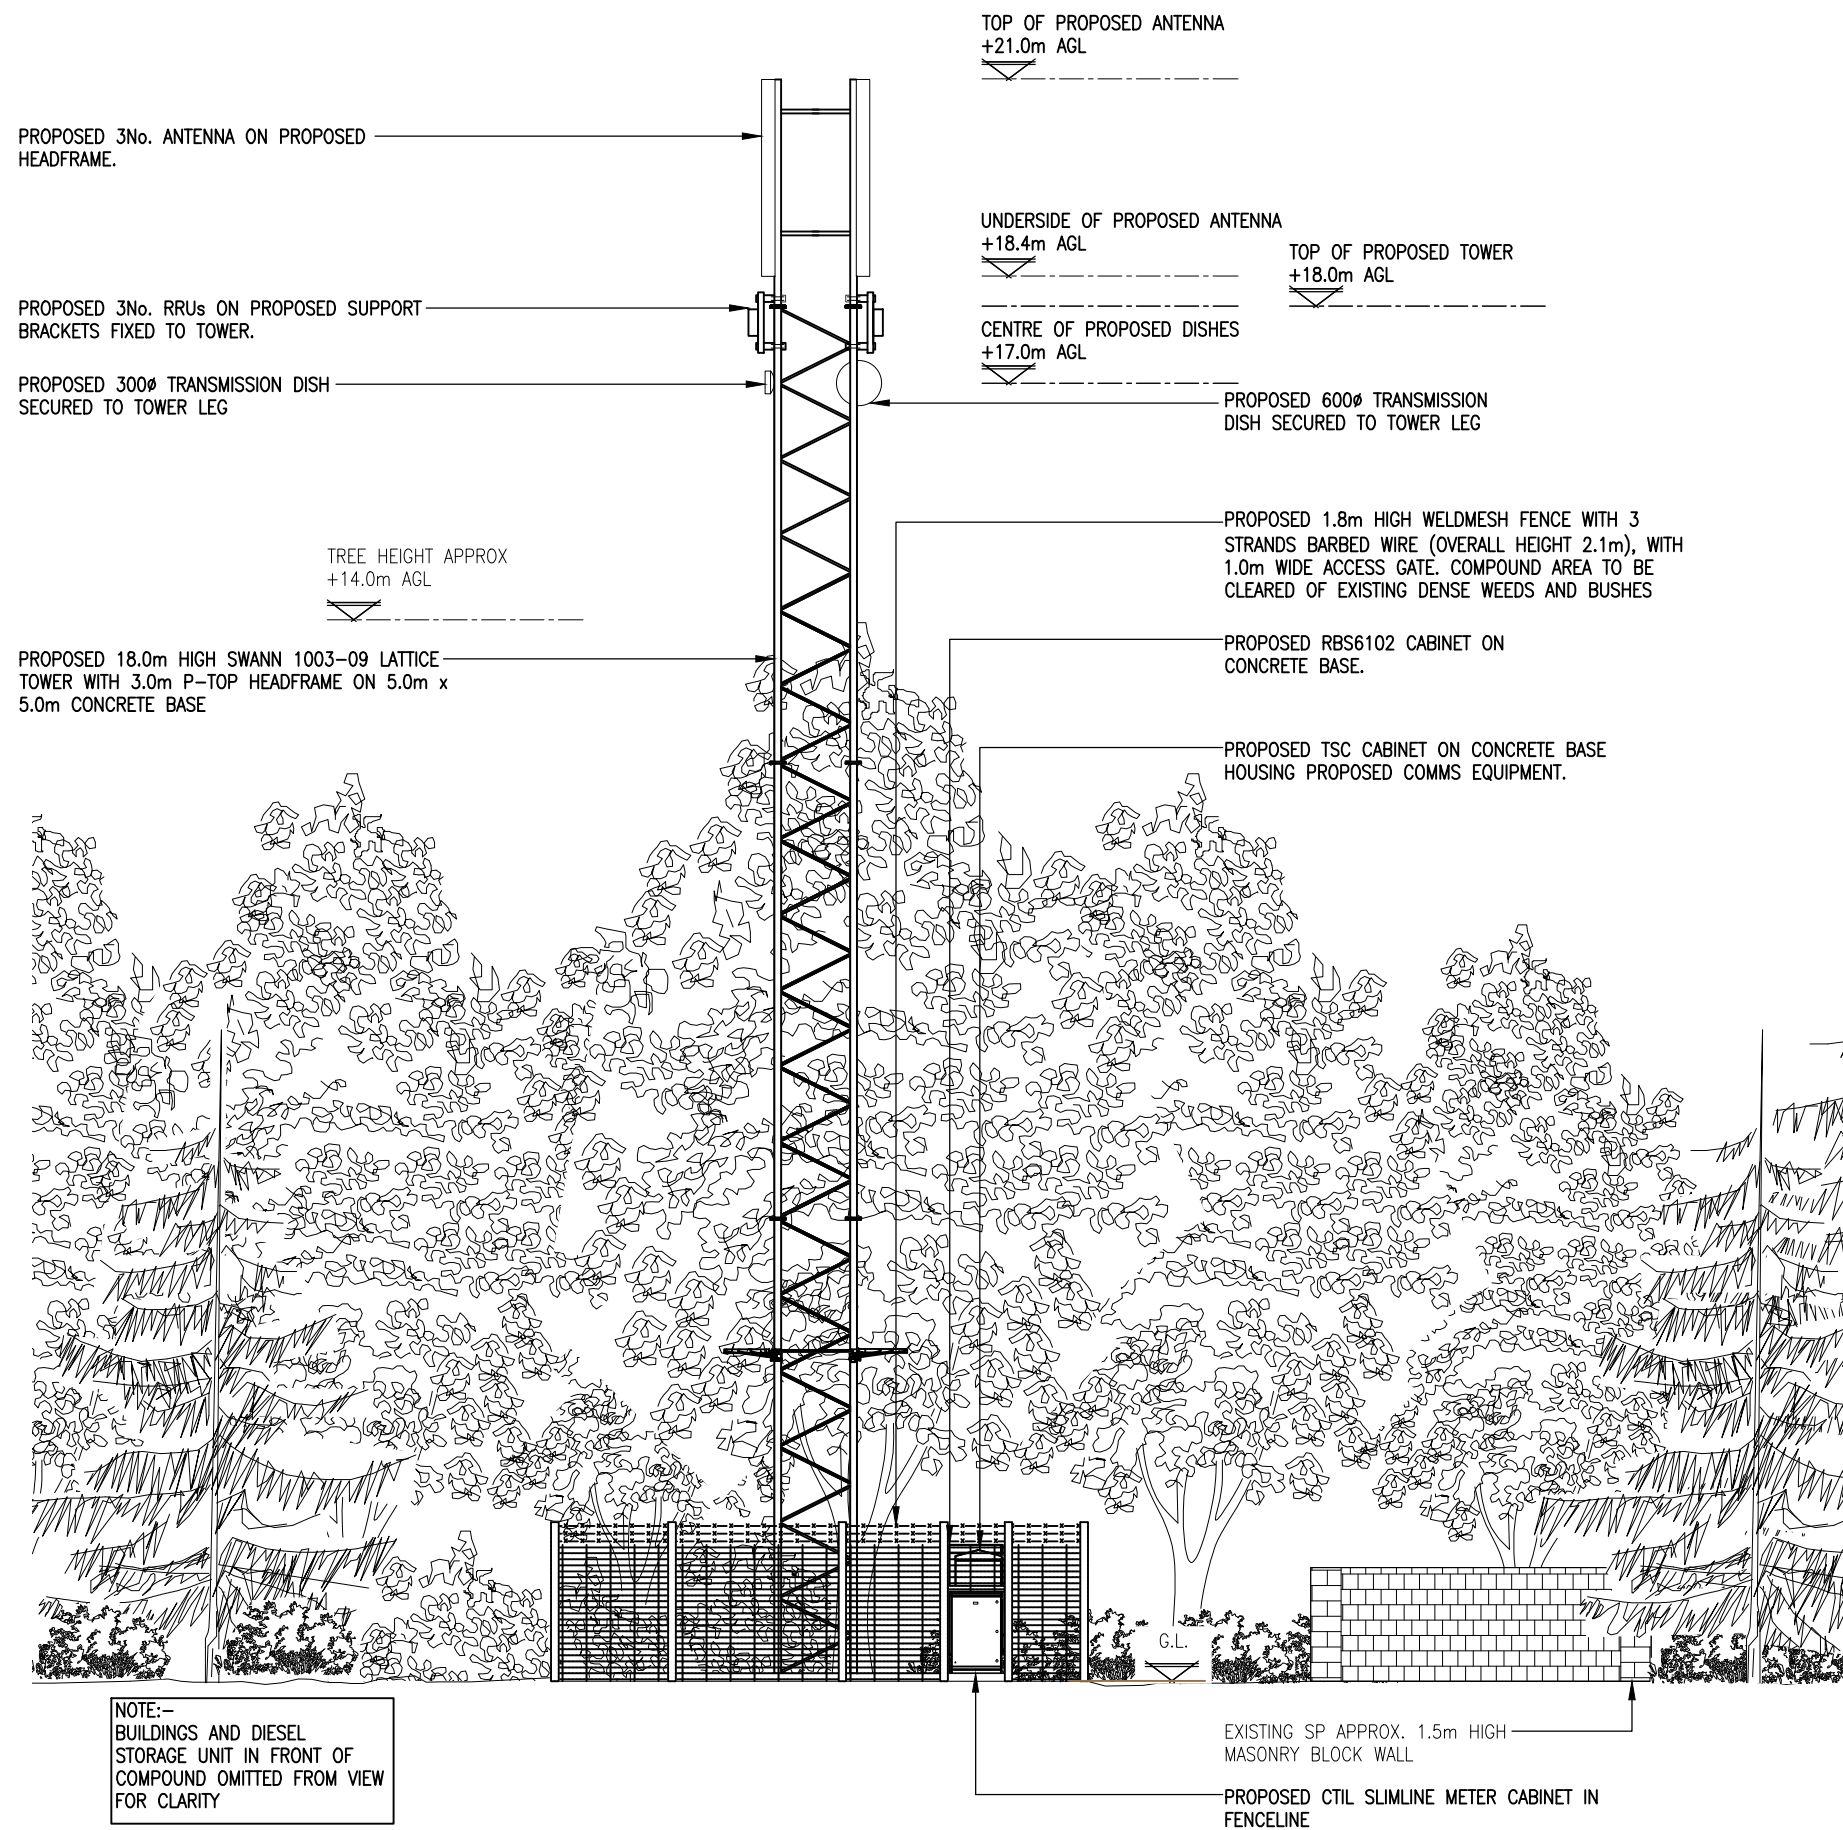 TOP OF PROPOSED ANTENNA
+21.0m AGL
PROPOSED 3No. ANTENNA ON PROPOSED
HEADFRAME.
UNDERSIDE OF PROPOSED ANTENNA
+18.4m AGL
TOP OF PROPOSED TOWER
+18.0m AGL
PROPOSED 3No. RRUs ON PROPOSED SUPPORT
BRACKETS FIXED TO TOWER.
CENTRE OF PROPOSED DISHES
+17.0m AGL
PROPOSED 300ø TRANSMISSION DISH
SECURED TO TOWER LEG
PROPOSED 600ø TRANSMISSION
DISH SECURED TO TOWER LEG
PROPOSED 1.8m HIGH WELDMESH FENCE WITH 3
STRANDS BARBED WIRE (OVERALL HEIGHT 2.1m), WITH
1.0m WIDE ACCESS GATE. COMPOUND AREA TO BE
CLEARED OF EXISTING DENSE WEEDS AND BUSHES
TREE HEIGHT APPROX
+14.0m AGL
PROPOSED RBS6102 CABINET ON
CONCRETE BASE.
PROPOSED 18.0m HIGH SWANN 1003-09 LATTICE
TOWER WITH 3.0m P-TOP HEADFRAME ON 5.0m x
5.0m CONCRETE BASE
PROPOSED TSC CABINET ON CONCRETE BASE
HOUSING PROPOSED COMMS EQUIPMENT.
G.L.
NOTE:-
BUILDINGS AND DIESEL
STORAGE UNIT IN FRONT OF
COMPOUND OMITTED FROM VIEW
FOR CLARITY
EXISTING SP APPROX. 1.5m HIGH
MASONRY BLOCK WALL
PROPOSED CTIL SLIMLINE METER CABINET IN
FENCELINE